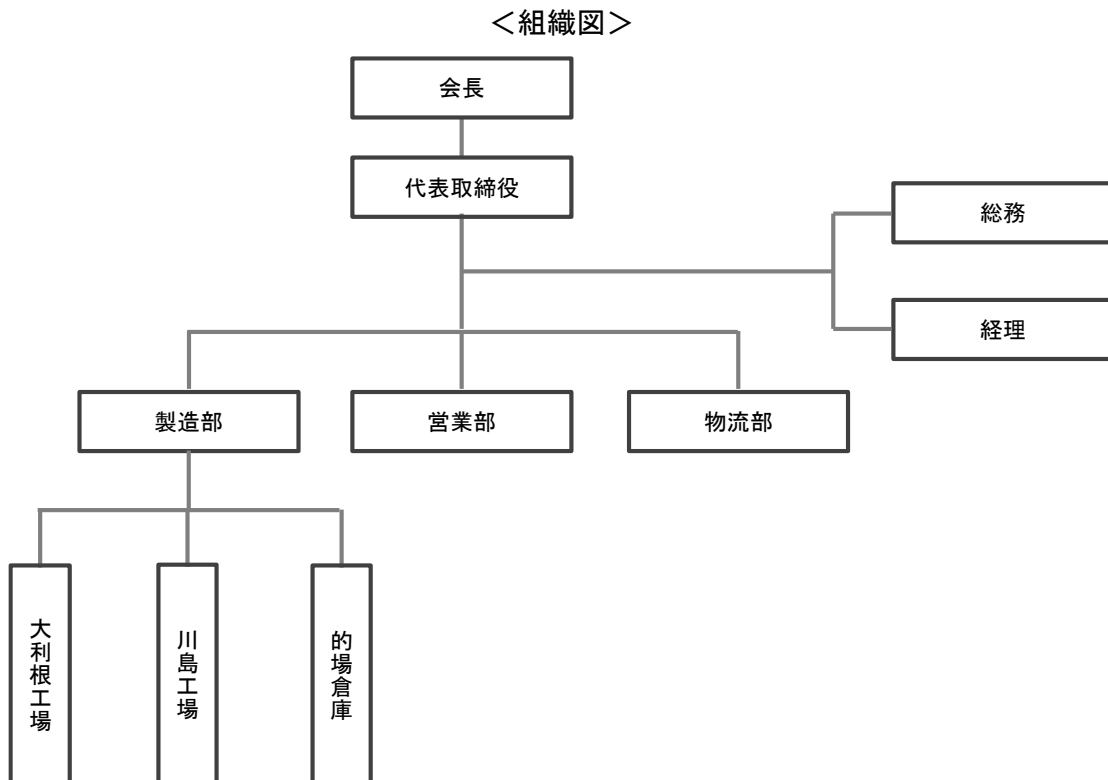 ＜組織図＞
会長
代表取締役
総務
経理
製造部
営業部
物流部
大利根工場
川島工場
的場倉庫